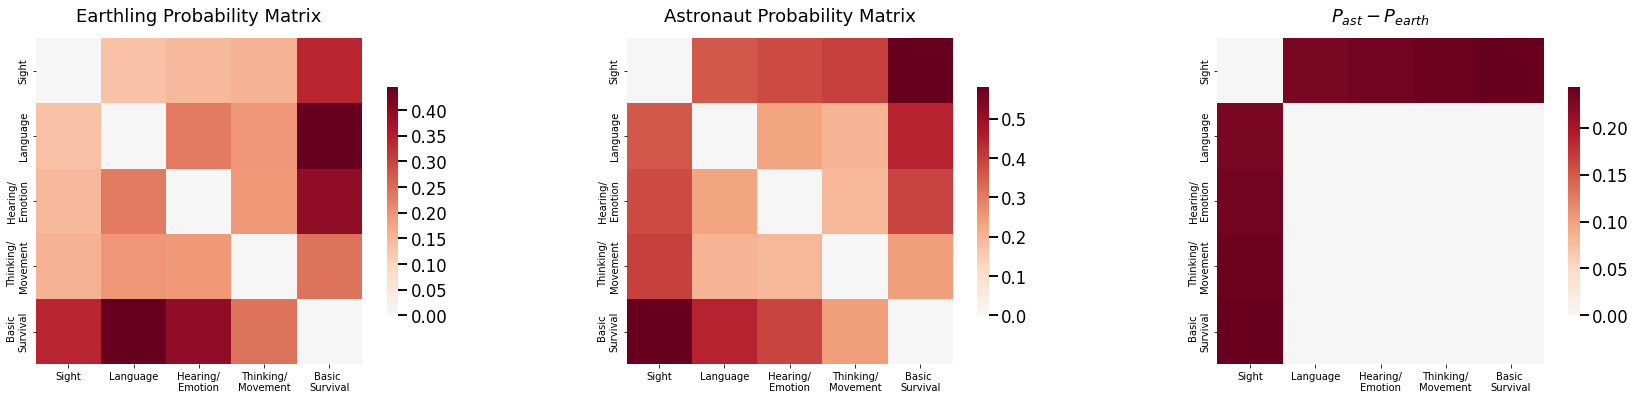 Earthling Probability Matrix
Sight
Language
Hearing/
Emotion
Thinking/
Movement
Basic
Survival
Sight
Language
Hearing/
Emotion
Thinking/
Movement
Basic
Survival
0.40
0.35
0.30
0.25
0.20
0.15
0.10
0.05
0.00
Astronaut Probability Matrix
Sight
Language
Hearing/
Emotion
Thinking/
Movement
Basic
Survival
Sight
Language
Hearing/
Emotion
Thinking/
Movement
Basic
Survival
0.5
0.4
0.3
0.2
0.1
0.0
P_ast − P_earth
Sight
Language
Hearing/
Emotion
Thinking/
Movement
Basic
Survival
Sight
Language
Hearing/
Emotion
Thinking/
Movement
Basic
Survival
0.20
0.15
0.10
0.05
0.00